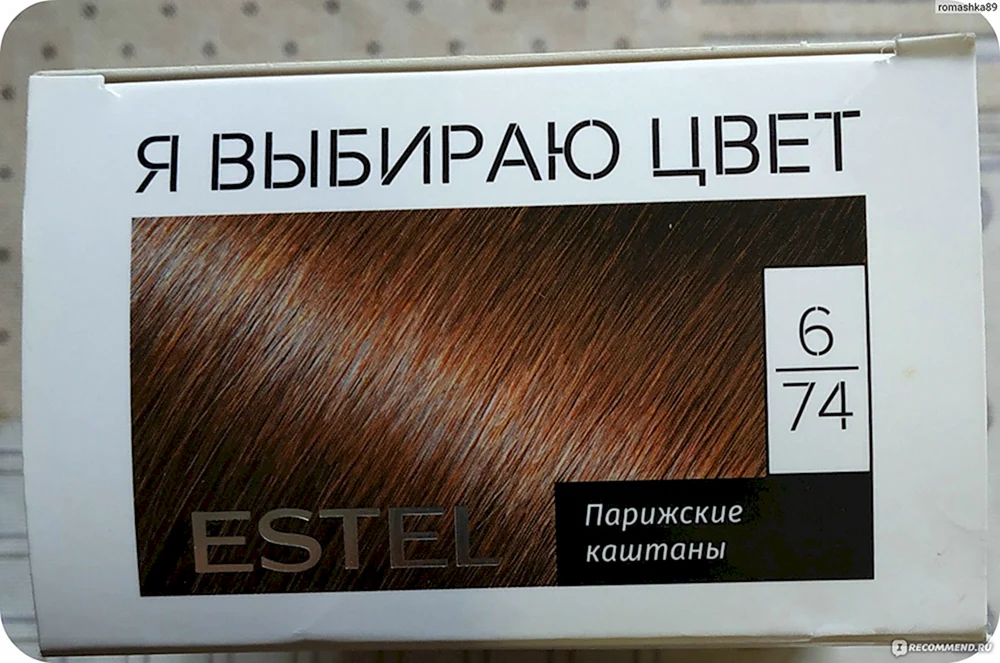 romashka89
Я ВЫБИРАЮ ЦВЕТ
6
74
ESTEL
Парижские
каштаны
RECOMMEND.RU